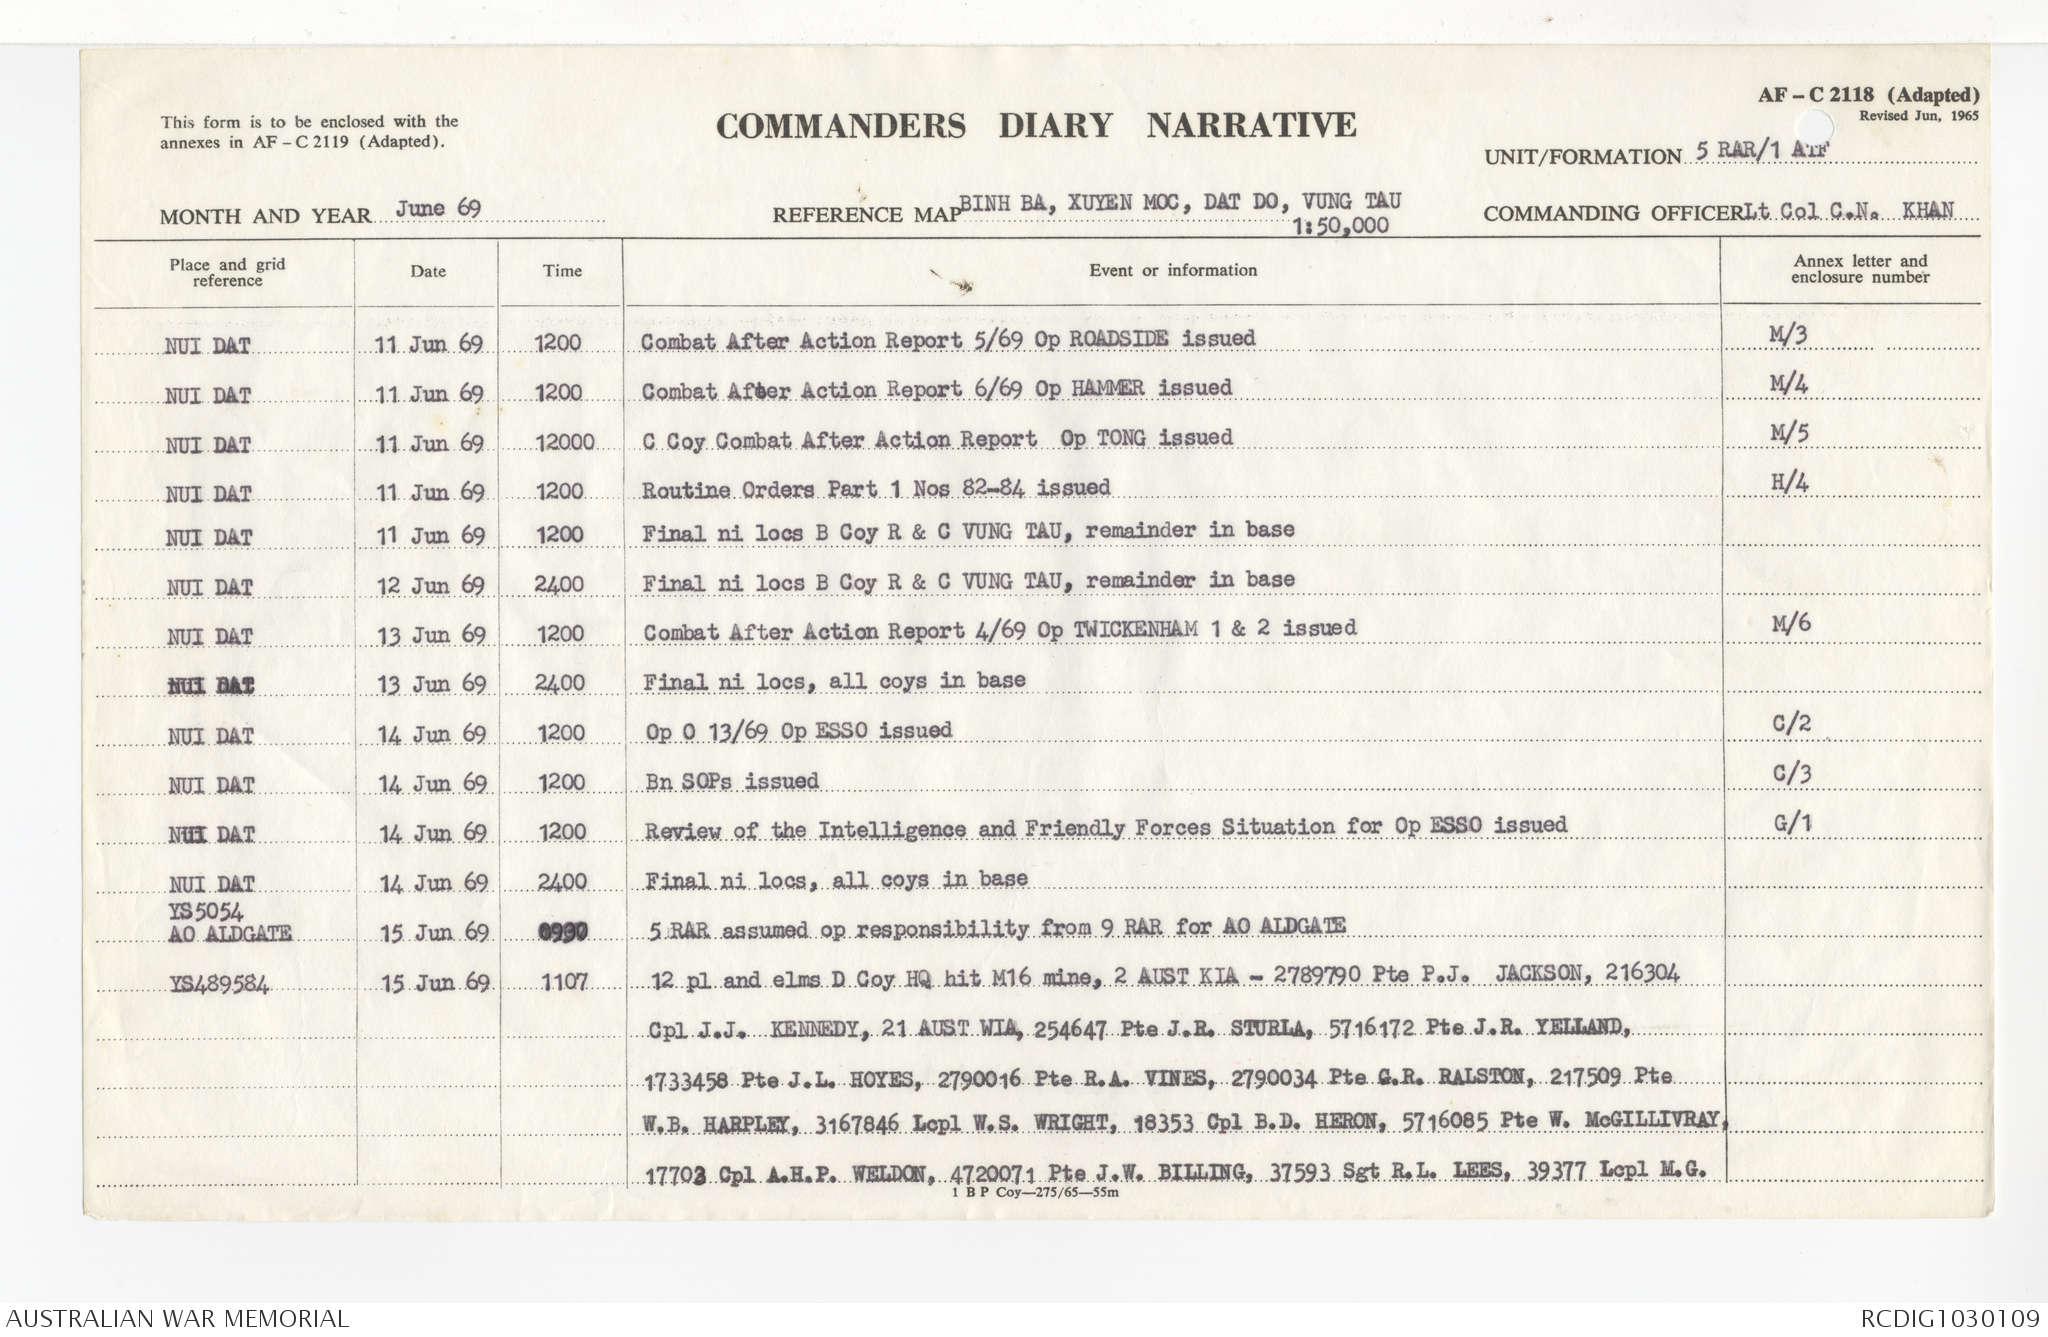 AF – C 2118 (Adapted)
Revised Jun, 1965
This form is to be enclosed with the
annexes in AF – C 2119 (Adapted).
COMMANDERS DIARY NARRATIVE
UNIT/FORMATION 5 RAR/1 ATF
MONTH AND YEAR June 69
REFERENCE MAP BINH BA, XUYEN MOC, DAT DO, VUNG TAU
1:50,000
COMMANDING OFFICER Lt Col C.N. KHAN
Place and grid reference Date Time Event or information Annex letter and enclosure number
NUI DAT 11 Jun 69 1200 Combat After Action Report 5/69 Op ROADSIDE issued M/3
NUI DAT 11 Jun 69 1200 Combat After Action Report 6/69 Op HAMMER issued M/4
NUI DAT 11 Jun 69 12000 C Coy Combat After Action Report Op TONG issued M/5
NUI DAT 11 Jun 69 1200 Routine Orders Part 1 Nos 82-84 issued H/4
NUI DAT 11 Jun 69 1200 Final ni locs B Coy R & C VUNG TAU, remainder in base
NUI DAT 12 Jun 69 2400 Final ni locs B Coy R & C VUNG TAU, remainder in base
NUI DAT 13 Jun 69 1200 Combat After Action Report 4/69 Op TWICKENHAM 1 & 2 issued M/6
NUI DAT 13 Jun 69 2400 Final ni locs, all coys in base
NUI DAT 14 Jun 69 1200 Op O 13/69 Op ESSO issued C/2
NUI DAT 14 Jun 69 1200 Bn SOPs issued C/3
NUI DAT 14 Jun 69 1200 Review of the Intelligence and Friendly Forces Situation for Op ESSO issued G/1
NUI DAT 14 Jun 69 2400 Final ni locs, all coys in base
YS5054
AO ALDGATE 15 Jun 69 5 RAR assumed op responsibility from 9 RAR for AO ALDGATE
YS489584 15 Jun 69 1107 12 pl and elms D Coy HQ hit M16 mine, 2 AUST KIA - 2789790 Pte P.J. JACKSON, 216304
Cpl J.J. KENNEDY, 21 AUST WIA, 254647 Pte J.R. STURLA, 5716172 Pte J.R. YELLAND,
1733458 Pte J.L. HOYES, 2790016 Pte R.A. VINES, 2790034 Pte G.R. RALSTON, 217509 Pte
W.B. HARPLEY, 3167846 Lcpl W.S. WRIGHT, 18353 Cpl B.D. HERON, 5716085 Pte W. McGILLIVRAY,
17703 Cpl A.H.P. WELDON, 4720071 Pte J.W. BILLING, 37593 Sgt R.L. LEES, 39377 Lcpl M.G.
1 B P Coy—275/65—55m
AUSTRALIAN WAR MEMORIAL
RCDIG1030109